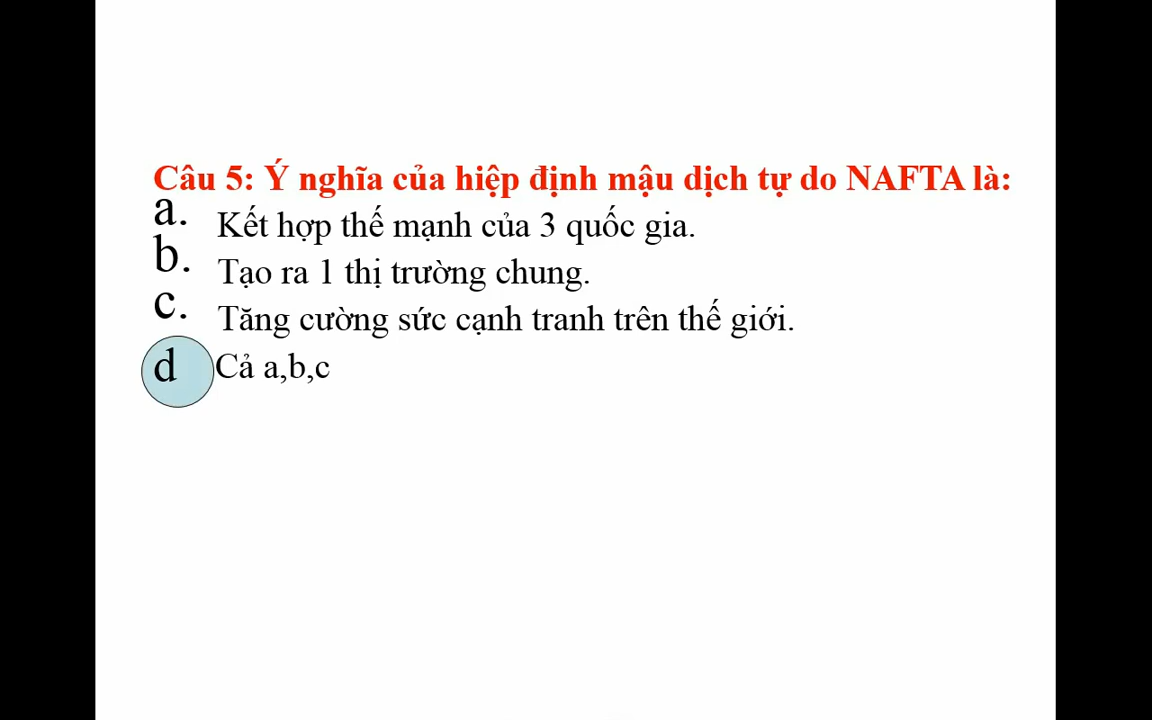 Câu 5: Ý nghĩa của hiệp định mậu dịch tự do NAFTA là:
a. Kết hợp thế mạnh của 3 quốc gia.
b. Tạo ra 1 thị trường chung.
c. Tăng cường sức cạnh tranh trên thế giới.
d Cả a,b,c